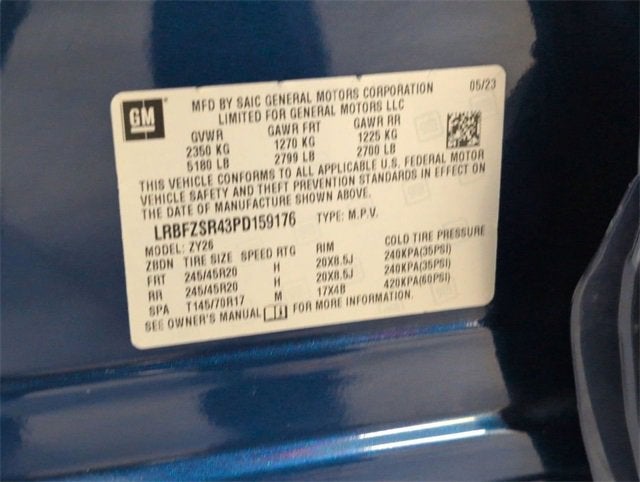 GM
MFD BY SAIC GENERAL MOTORS CORPORATION 05/23
LIMITED FOR GENERAL MOTORS LLC
GVWR GAWR FRT GAWR RR
2350 KG 1270 KG 1225 KG
5180 LB 2799 LB 2700 LB
THIS VEHICLE CONFORMS TO ALL APPLICABLE U.S. FEDERAL MOTOR
VEHICLE SAFETY AND THEFT PREVENTION STANDARDS IN EFFECT ON
THE DATE OF MANUFACTURE SHOWN ABOVE.
LRBFZSR43PD159176 TYPE: M.P.V.
MODEL: ZY26
ZBDN TIRE SIZE SPEED RTG RIM COLD TIRE PRESSURE
FRT 245/45R20 H 20X8.5J 240KPA(35PSI)
RR 245/45R20 H 20X8.5J 240KPA(35PSI)
SPA T145/70R17 M 17X4B 420KPA(60PSI)
SEE OWNER'S MANUAL FOR MORE INFORMATION.